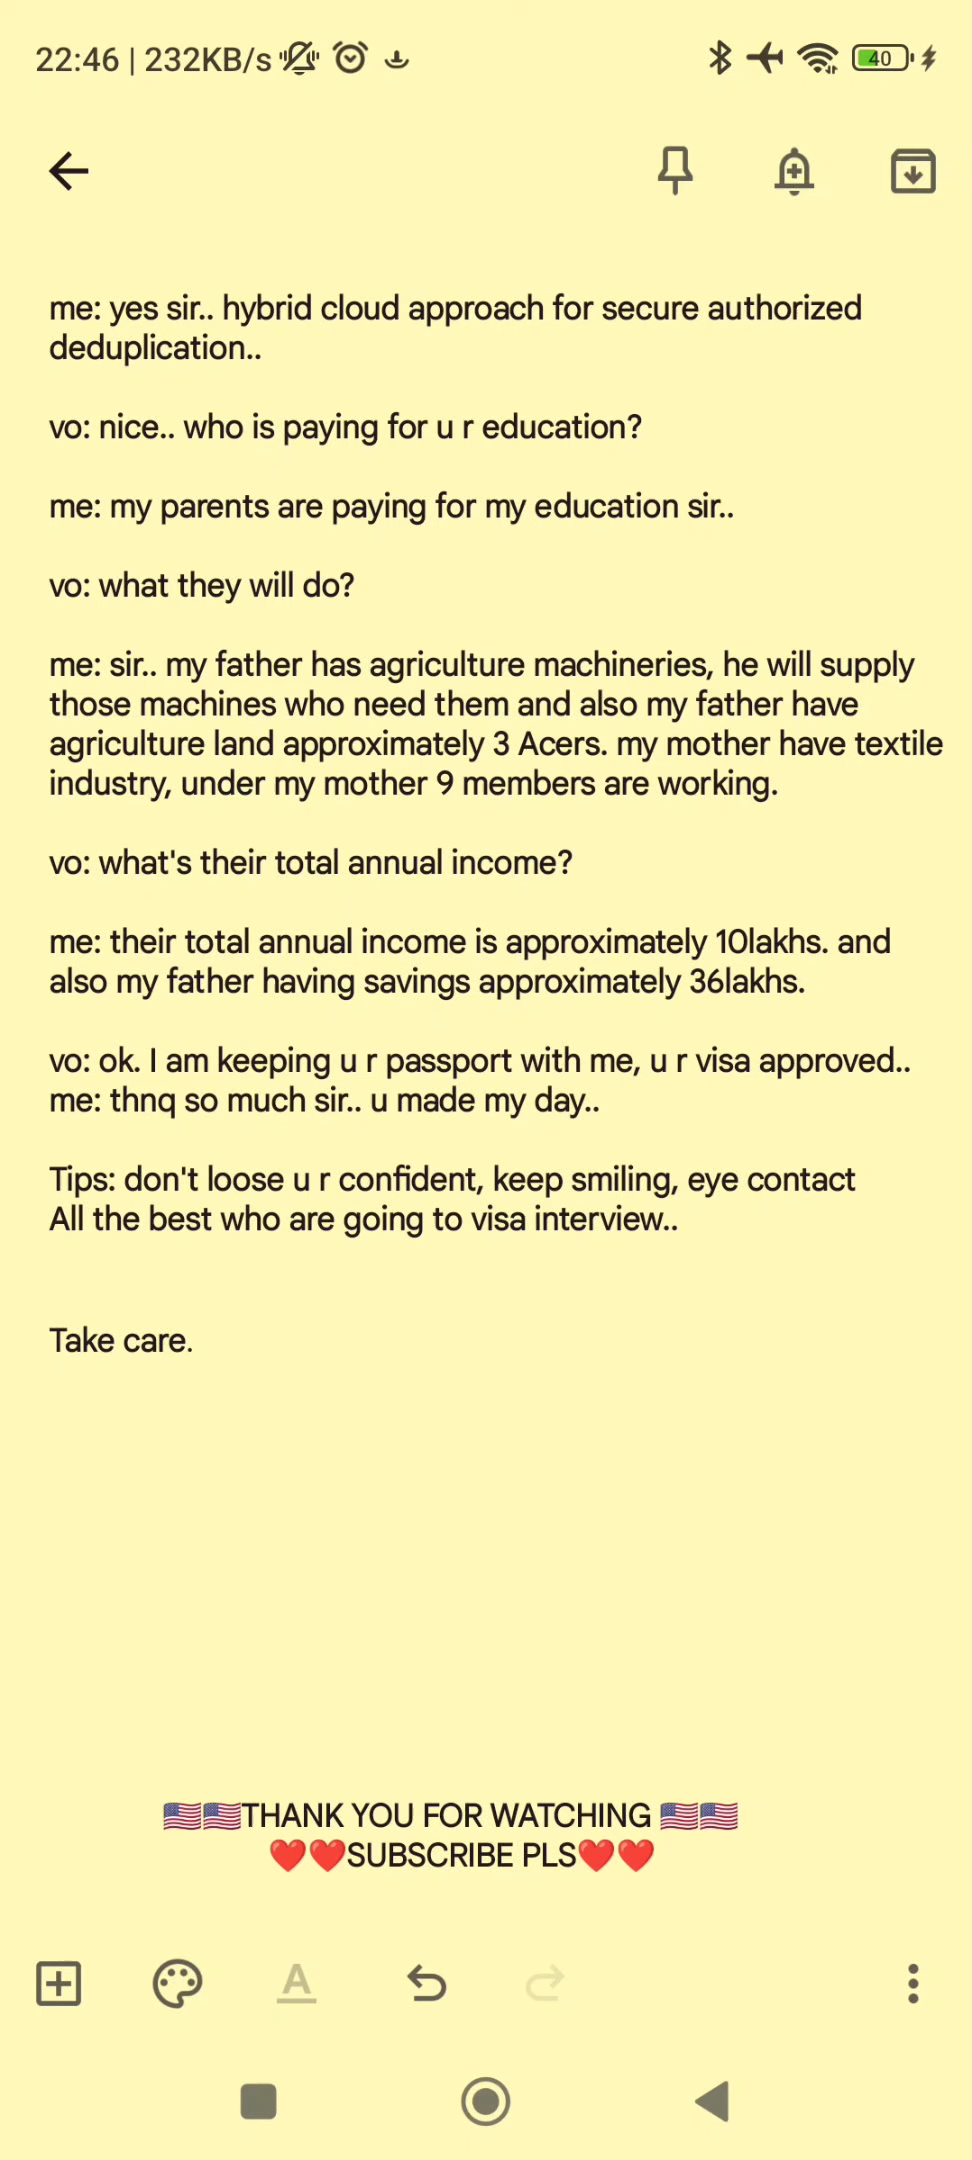 22:46 | 232KB/s
40
me: yes sir.. hybrid cloud approach for secure authorized
deduplication..
vo: nice.. who is paying for u r education?
me: my parents are paying for my education sir..
vo: what they will do?
me: sir.. my father has agriculture machineries, he will supply
those machines who need them and also my father have
agriculture land approximately 3 Acers. my mother have textile
industry, under my mother 9 members are working.
vo: what's their total annual income?
me: their total annual income is approximately 10lakhs. and
also my father having savings approximately 36lakhs.
vo: ok. I am keeping u r passport with me, u r visa approved..
me: thnq so much sir.. u made my day..
Tips: don't loose u r confident, keep smiling, eye contact
All the best who are going to visa interview..
Take care.
🇺🇸🇺🇸THANK YOU FOR WATCHING 🇺🇸🇺🇸
❤️❤️SUBSCRIBE PLS❤️❤️
A